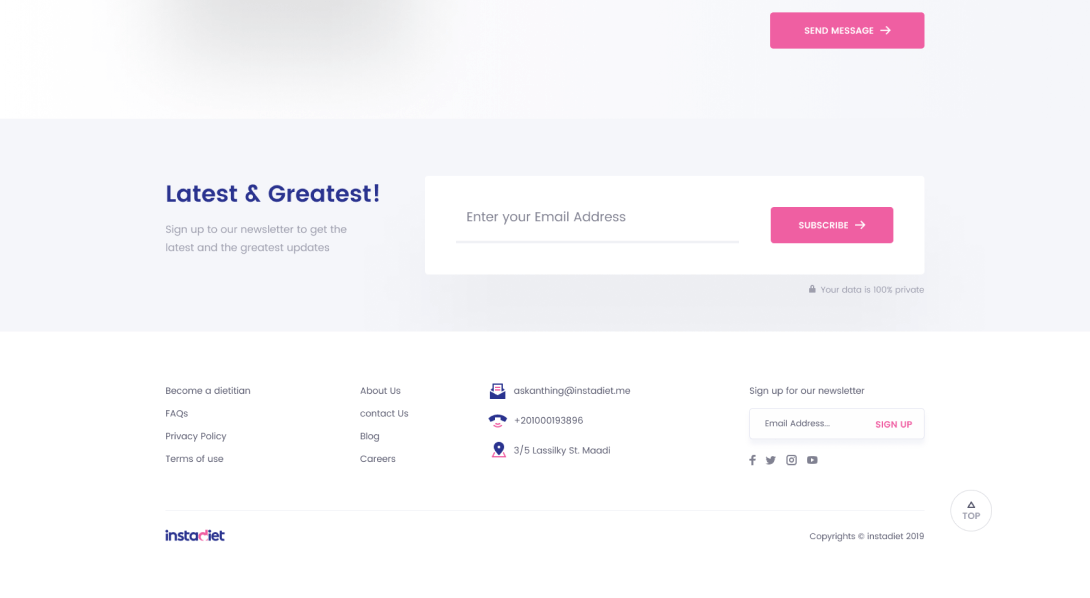 SEND MESSAGE
Latest & Greatest!
Sign up to our newsletter to get the
latest and the greatest updates
Enter your Email Address
SUBSCRIBE
Your data is 100% private
Become a dietitian
FAQs
Privacy Policy
Terms of use
About Us
contact Us
Blog
Careers
askanthing@instadiet.me
+201000193896
3/5 Lassilky St. Maadi
Sign up for our newsletter
Email Address...
SIGN UP
TOP
instadiet
Copyrights © instadiet 2019